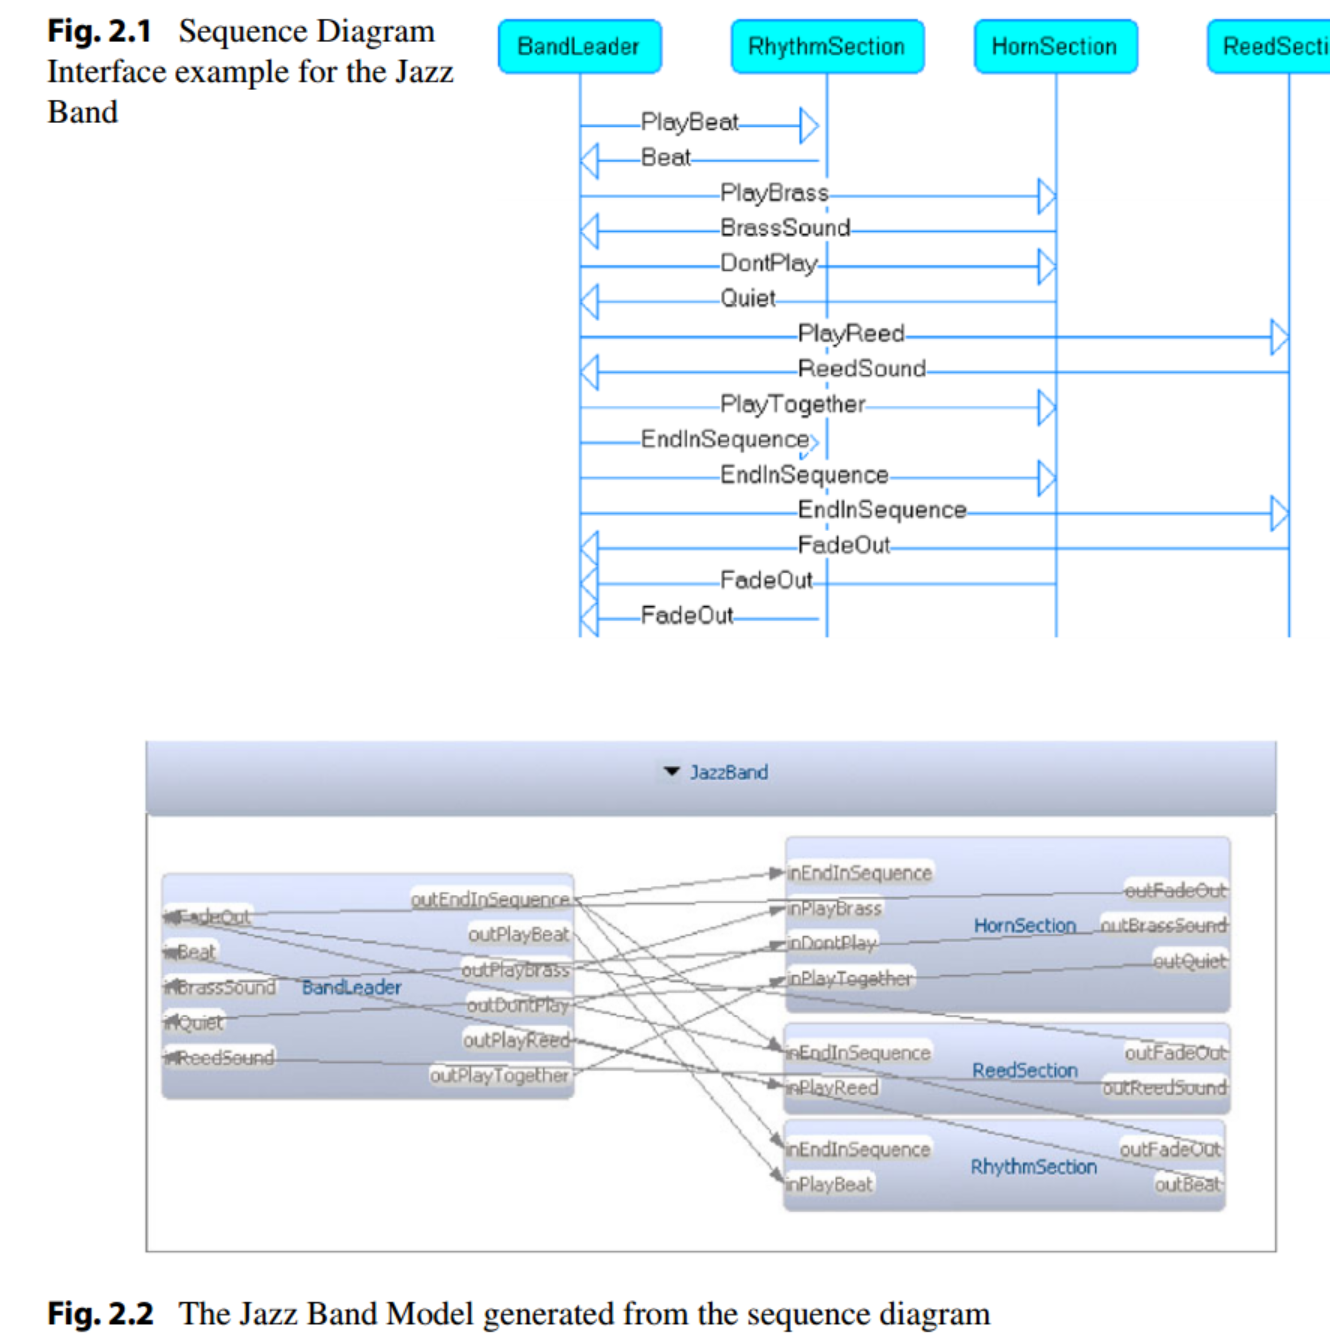 Fig. 2.1 Sequence Diagram
Interface example for the Jazz
Band
BandLeader RhythmSection HornSection ReedSecti
PlayBeat
Beat
PlayBrass
BrassSound
DontPlay
Quiet
PlayReed
ReedSound
PlayTogether
EndInSequence
EndInSequence
EndInSequence
FadeOut
FadeOut
FadeOut
JazzBand
inFadeOut
inBeat
inBrassSound
inQuiet
inReedSound
BandLeader
outEndInSequence
outPlayBeat
outPlayBrass
outDontPlay
outPlayReed
outPlayTogether
inEndInSequence
inPlayBrass
inDontPlay
inPlayTogether
HornSection
outFadeOut
outBrassSound
outQuiet
inEndInSequence
inPlayReed
ReedSection
outFadeOut
outReedSound
inEndInSequence
inPlayBeat
RhythmSection
outFadeOut
outBeat
Fig. 2.2 The Jazz Band Model generated from the sequence diagram